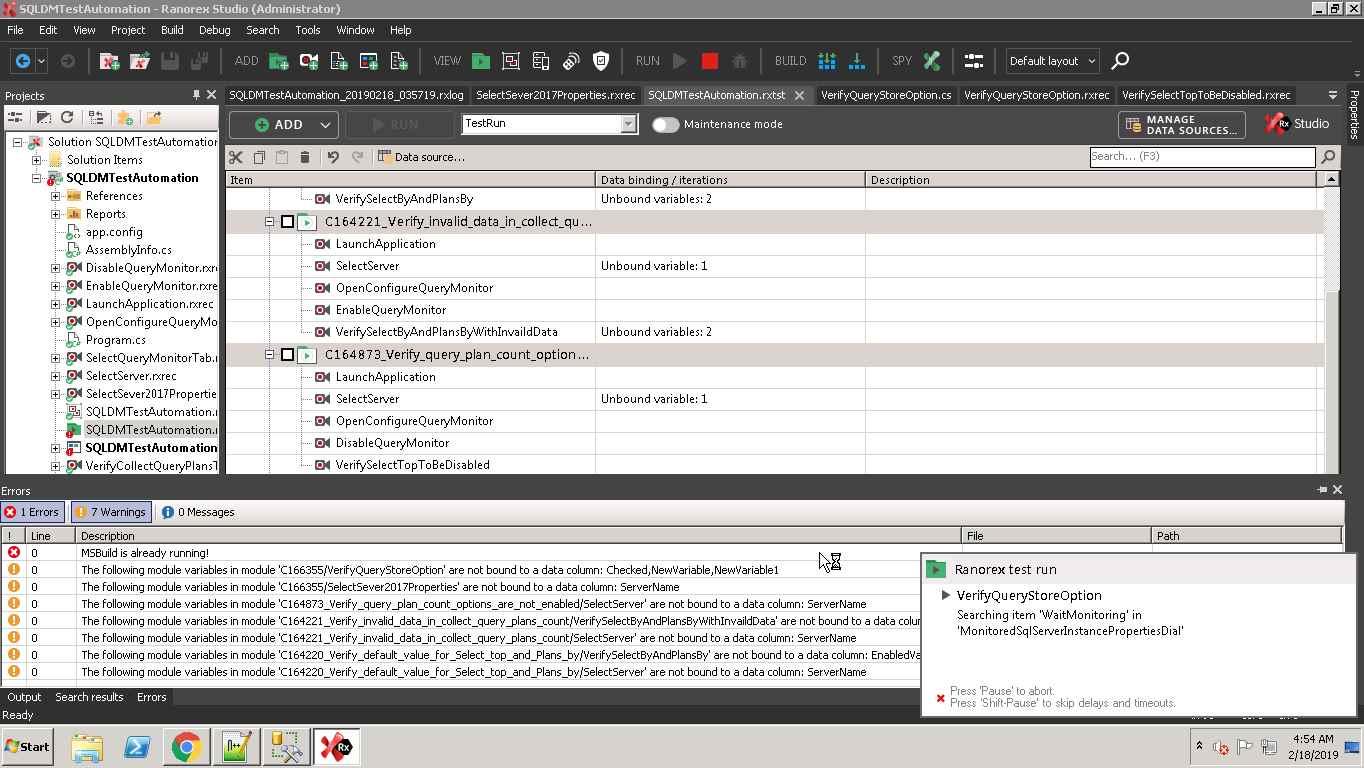 SQLDMTestAutomation - Ranorex Studio (Administrator)
File Edit View Project Build Debug Search Tools Window Help
ADD VIEW RUN BUILD SPY Default layout
Projects
SQLDMTestAutomation_20190218_035719.rxlog SelectSever2017Properties.rxrec SQLDMTestAutomation.rxtst VerifyQueryStoreOption.cs VerifyQueryStoreOption.rxrec VerifySelectTopToBeDisabled.rxrec
Properties
ADD RUN TestRun Maintenance mode MANAGE DATA SOURCES... Rx Studio
Data source... Search... (F3)
Item Data binding / iterations Description
Solution SQLDMTestAutomation
Solution Items
SQLDMTestAutomation
References
Reports
app.config
AssemblyInfo.cs
DisableQueryMonitor.rxre
EnableQueryMonitor.rxre
LaunchApplication.rxrec
OpenConfigureQueryMo
Program.cs
SelectQueryMonitorTab.r
SelectServer.rxrec
SelectSever2017Propertie
SQLDMTestAutomation.r
SQLDMTestAutomation.r
SQLDMTestAutomation
VerifyCollectQueryPlansT
VerifySelectByAndPlansBy Unbound variables: 2
C164221_Verify_invalid_data_in_collect_qu...
LaunchApplication
SelectServer Unbound variable: 1
OpenConfigureQueryMonitor
EnableQueryMonitor
VerifySelectByAndPlansByWithInvaildData Unbound variables: 2
C164873_Verify_query_plan_count_option...
LaunchApplication
SelectServer Unbound variable: 1
OpenConfigureQueryMonitor
DisableQueryMonitor
VerifySelectTopToBeDisabled
Errors
1 Errors 7 Warnings 0 Messages
! Line Description File Path
0 MSBuild is already running!
0 The following module variables in module 'C166355/VerifyQueryStoreOption' are not bound to a data column: Checked,NewVariable,NewVariable1
0 The following module variables in module 'C166355/SelectSever2017Properties' are not bound to a data column: ServerName
0 The following module variables in module 'C164873_Verify_query_plan_count_options_are_not_enabled/SelectServer' are not bound to a data column: ServerName
0 The following module variables in module 'C164221_Verify_invalid_data_in_collect_query_plans_count/VerifySelectByAndPlansByWithInvaildData' are not bound to a data colum
0 The following module variables in module 'C164221_Verify_invalid_data_in_collect_query_plans_count/SelectServer' are not bound to a data column: ServerName
0 The following module variables in module 'C164220_Verify_default_value_for_Select_top_and_Plans_by/VerifySelectByAndPlansBy' are not bound to a data column: EnabledVa
0 The following module variables in module 'C164220_Verify_default_value_for_Select_top_and_Plans_by/SelectServer' are not bound to a data column: ServerName
Ranorex test run
VerifyQueryStoreOption
Searching item 'WaitMonitoring' in
'MonitoredSqlServerInstancePropertiesDial'
Press 'Pause' to abort.
Press 'Shift-Pause' to skip delays and timeouts.
Output Search results Errors
Ready
Start Rx 4:54 AM
2/18/2019